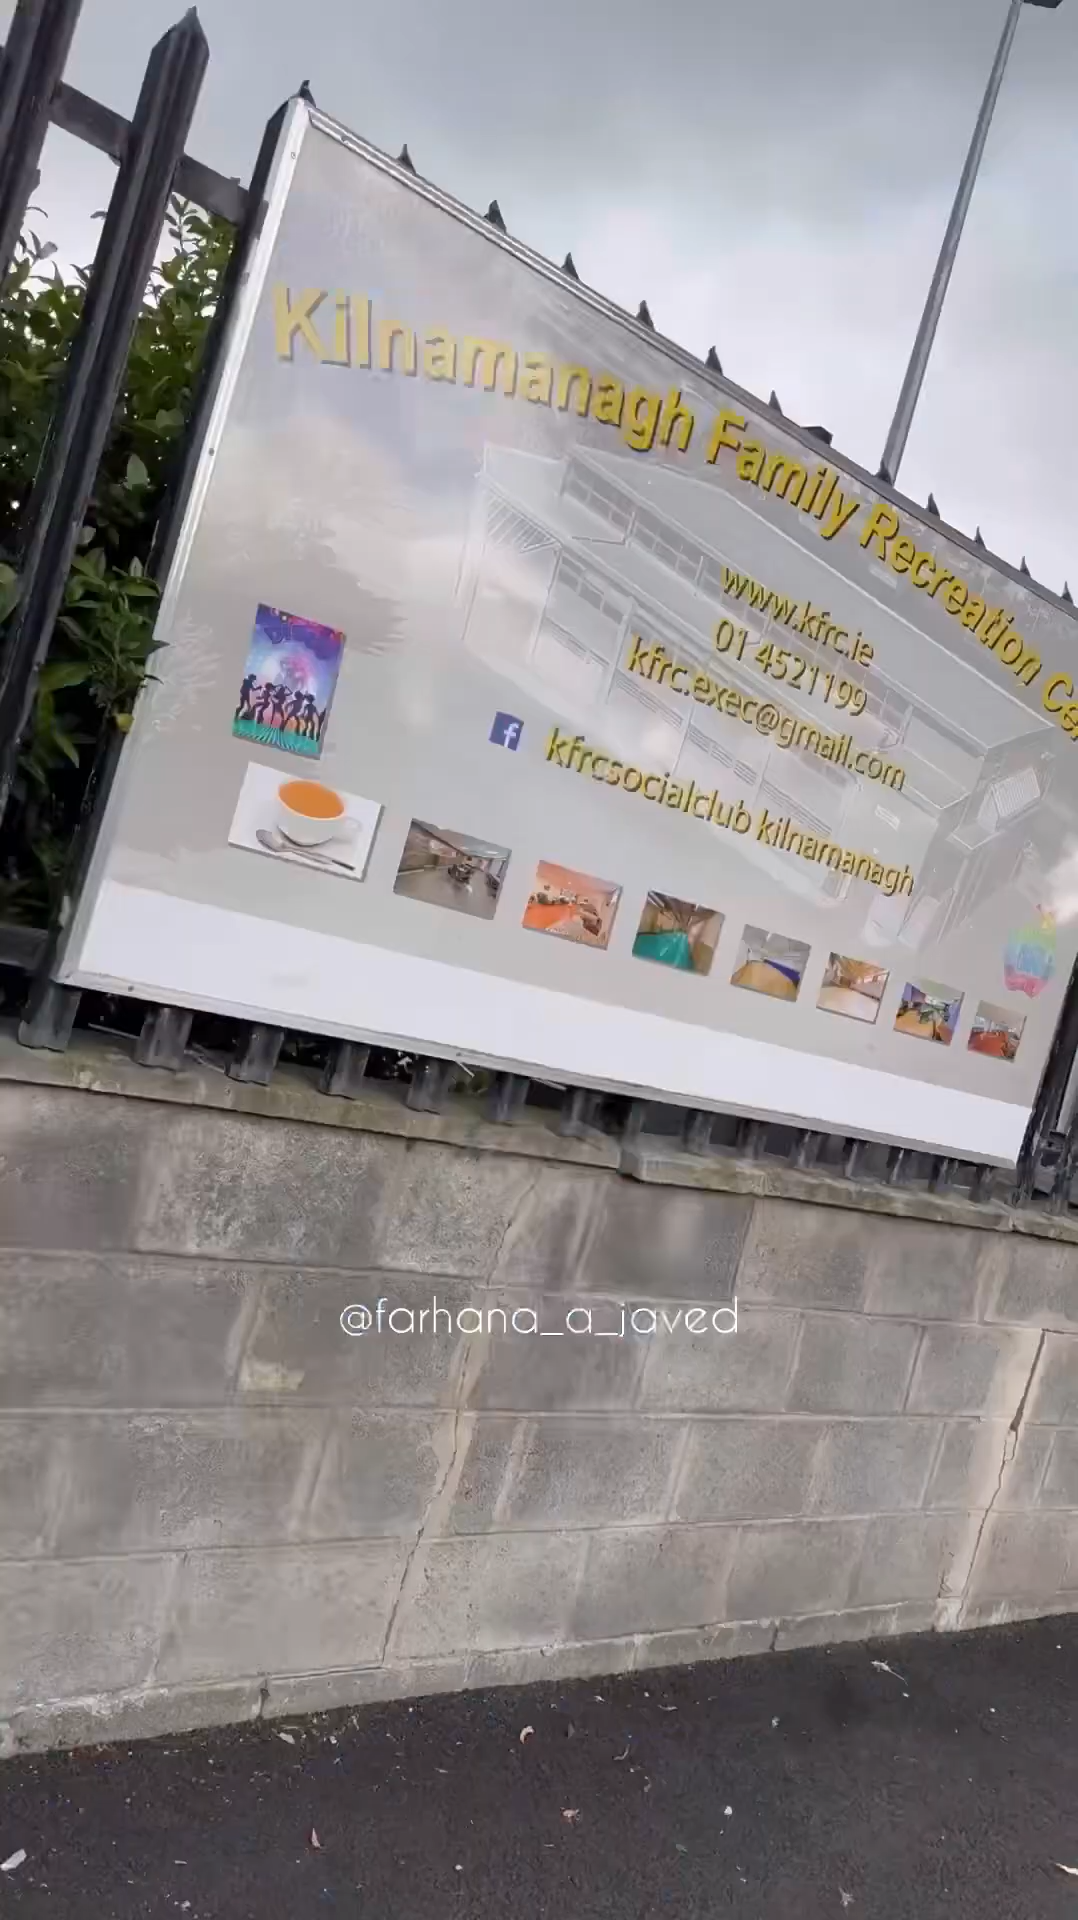 Kilnamanagh Family Recreation Ce
www.kfrc.ie
01 4521199
kfrc.exec@gmail.com
f kfrcsocialclub kilnamanagh
@farhana_a_javed